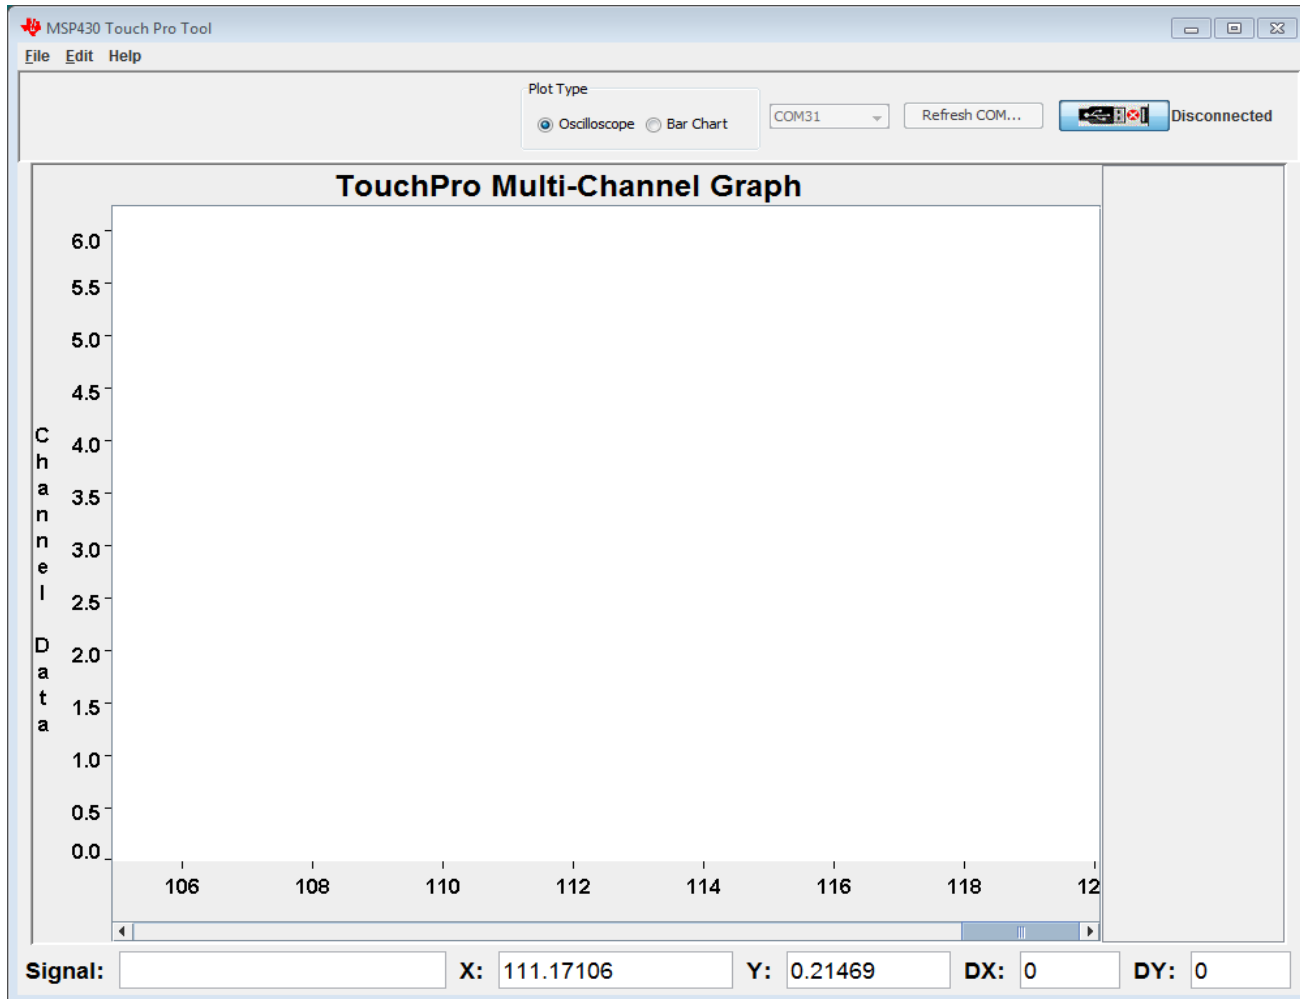 MSP430 Touch Pro Tool
File Edit Help
Plot Type
Oscilloscope Bar Chart
COM31
Refresh COM...
Disconnected
TouchPro Multi-Channel Graph
Channel Data
6.0
5.5
5.0
4.5
4.0
3.5
3.0
2.5
2.0
1.5
1.0
0.5
0.0
106 108 110 112 114 116 118 12
Signal: X: 111.17106 Y: 0.21469 DX: 0 DY: 0